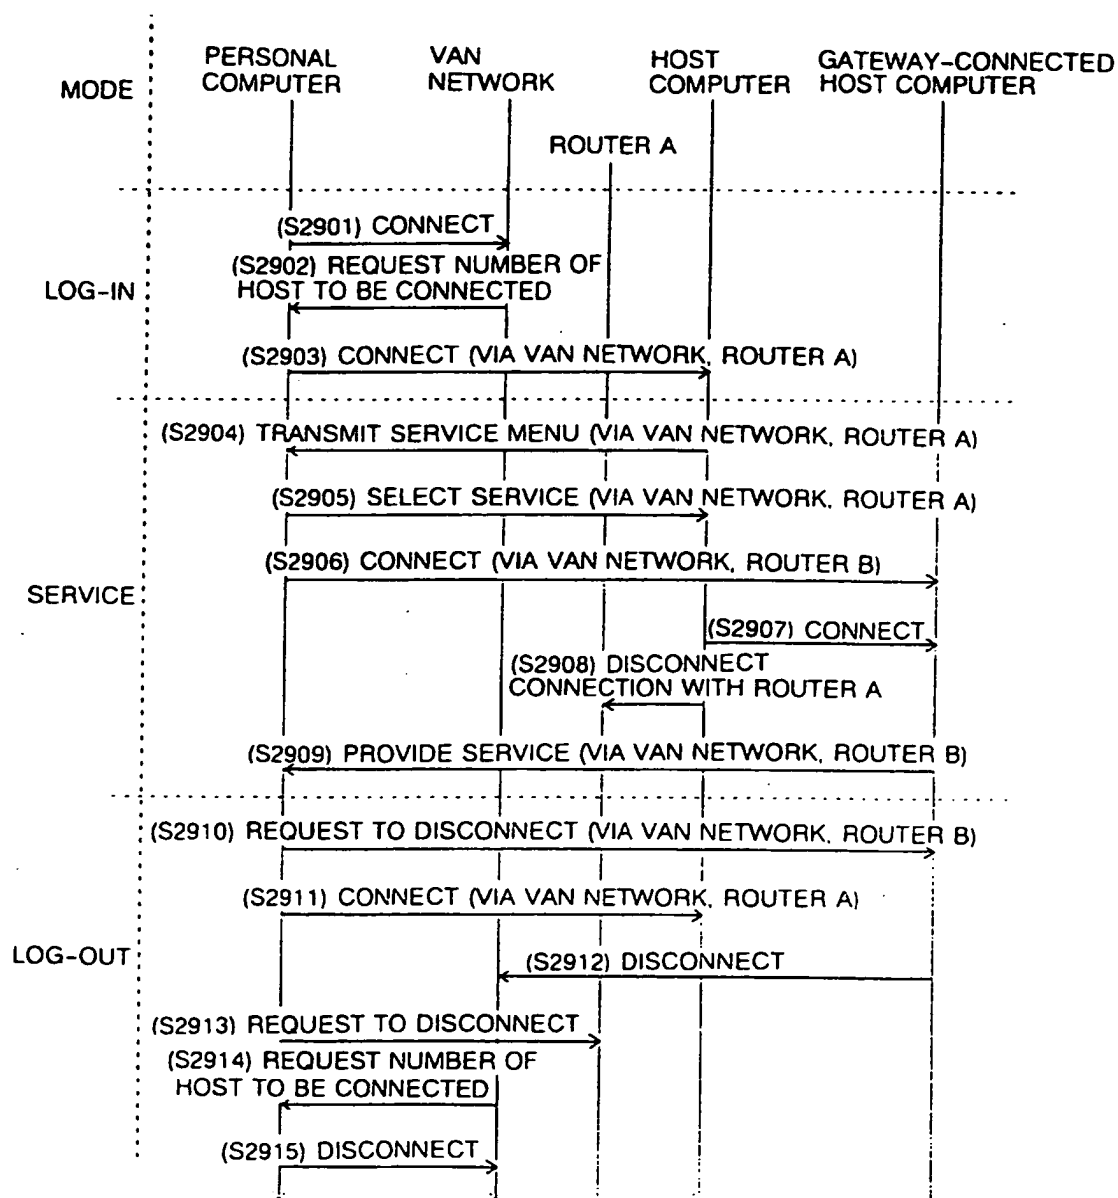 MODE
PERSONAL
COMPUTER
VAN
NETWORK
HOST
COMPUTER
GATEWAY-CONNECTED
HOST COMPUTER
ROUTER A
LOG-IN
(S2901) CONNECT
(S2902) REQUEST NUMBER OF
HOST TO BE CONNECTED
(S2903) CONNECT (VIA VAN NETWORK, ROUTER A)
SERVICE
(S2904) TRANSMIT SERVICE MENU (VIA VAN NETWORK, ROUTER A)
(S2905) SELECT SERVICE (VIA VAN NETWORK, ROUTER A)
(S2906) CONNECT (VIA VAN NETWORK, ROUTER B)
(S2907) CONNECT
(S2908) DISCONNECT
CONNECTION WITH ROUTER A
(S2909) PROVIDE SERVICE (VIA VAN NETWORK, ROUTER B)
LOG-OUT
(S2910) REQUEST TO DISCONNECT (VIA VAN NETWORK, ROUTER B)
(S2911) CONNECT (VIA VAN NETWORK, ROUTER A)
(S2912) DISCONNECT
(S2913) REQUEST TO DISCONNECT
(S2914) REQUEST NUMBER OF
HOST TO BE CONNECTED
(S2915) DISCONNECT